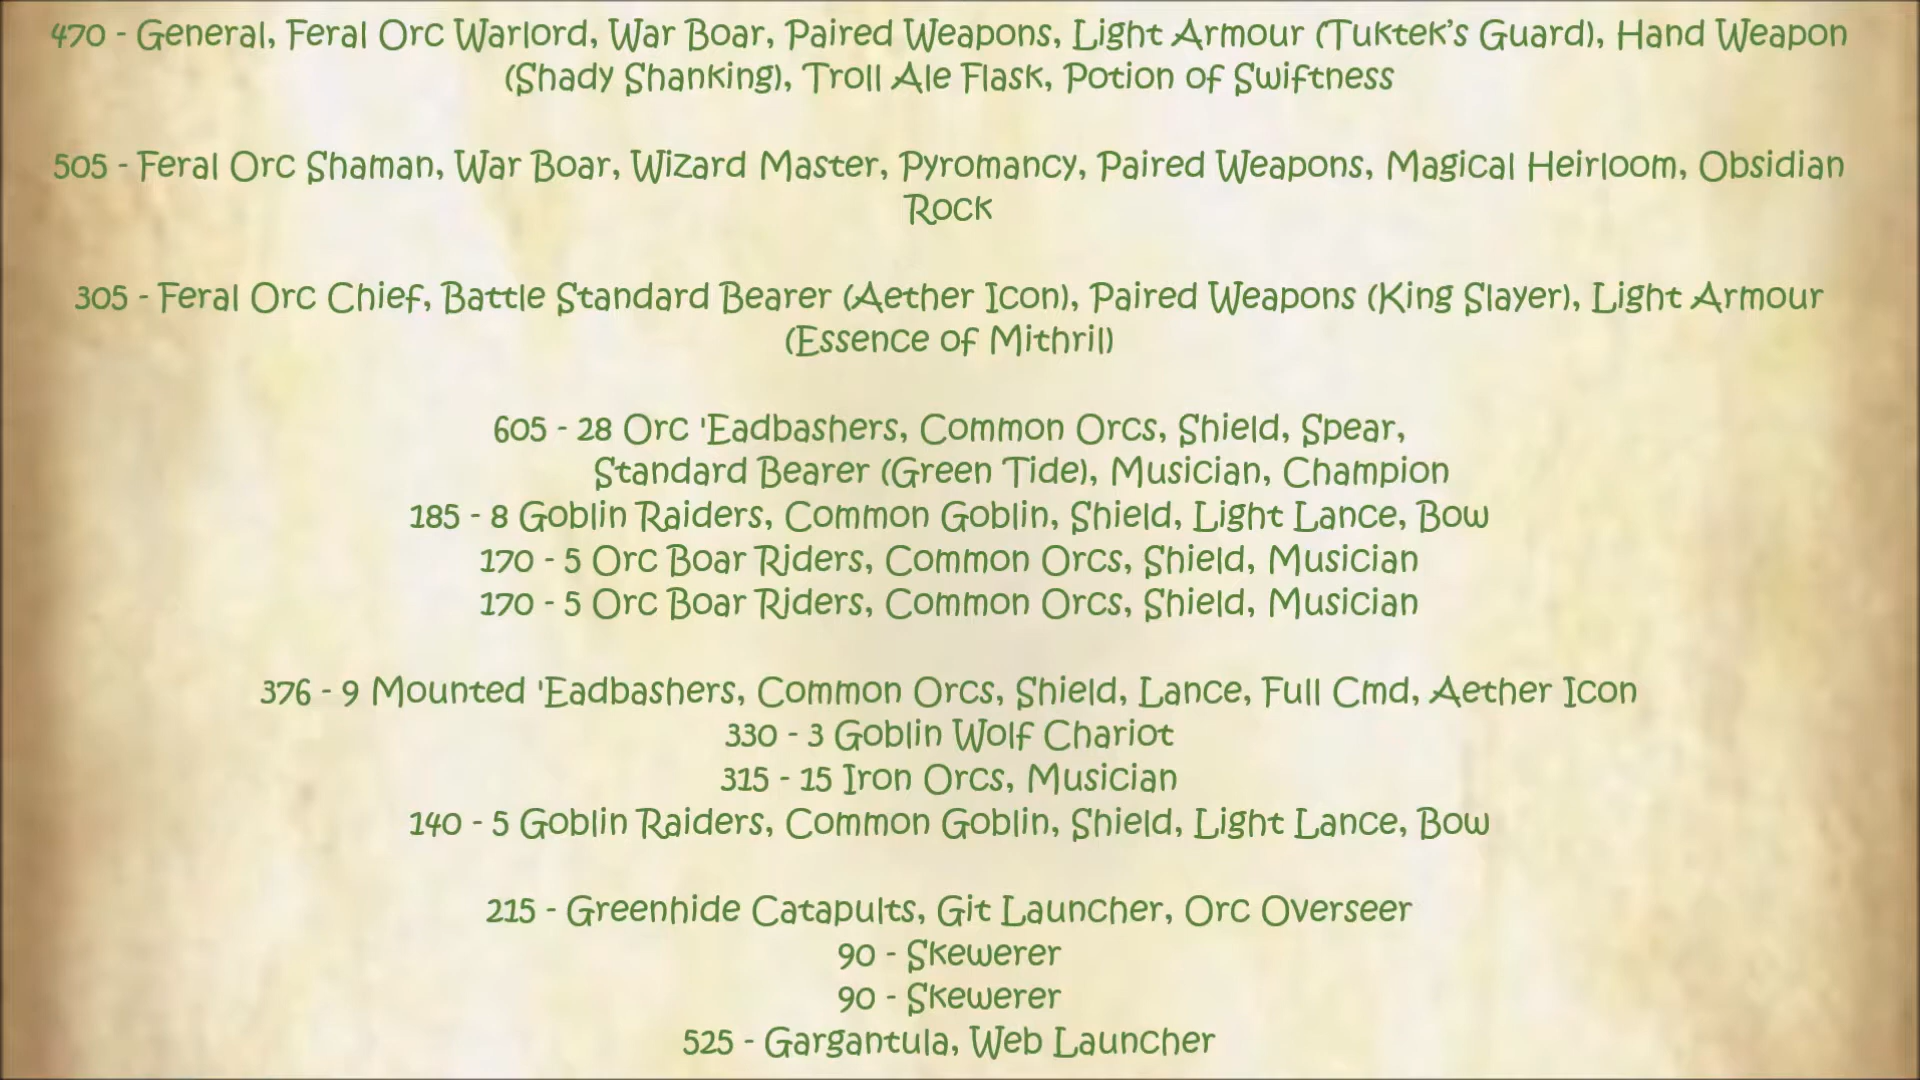 470 - General, Feral Orc Warlord, War Boar, Paired Weapons, Light Armour (Tuktek's Guard), Hand Weapon
(Shady Shanking), Troll Ale Flask, Potion of Swiftness
505 - Feral Orc Shaman, War Boar, Wizard Master, Pyromancy, Paired Weapons, Magical Heirloom, Obsidian
Rock
305 - Feral Orc Chief, Battle Standard Bearer (Aether Icon), Paired Weapons (King Slayer), Light Armour
(Essence of Mithril)
605 - 28 Orc 'Eadbashers, Common Orcs, Shield, Spear,
Standard Bearer (Green Tide), Musician, Champion
185 - 8 Goblin Raiders, Common Goblin, Shield, Light Lance, Bow
170 - 5 Orc Boar Riders, Common Orcs, Shield, Musician
170 - 5 Orc Boar Riders, Common Orcs, Shield, Musician
376 - 9 Mounted 'Eadbashers, Common Orcs, Shield, Lance, Full Cmd, Aether Icon
330 - 3 Goblin Wolf Chariot
315 - 15 Iron Orcs, Musician
140 - 5 Goblin Raiders, Common Goblin, Shield, Light Lance, Bow
215 - Greenhide Catapults, Git Launcher, Orc Overseer
90 - Skewerer
90 - Skewerer
525 - Gargantula, Web Launcher